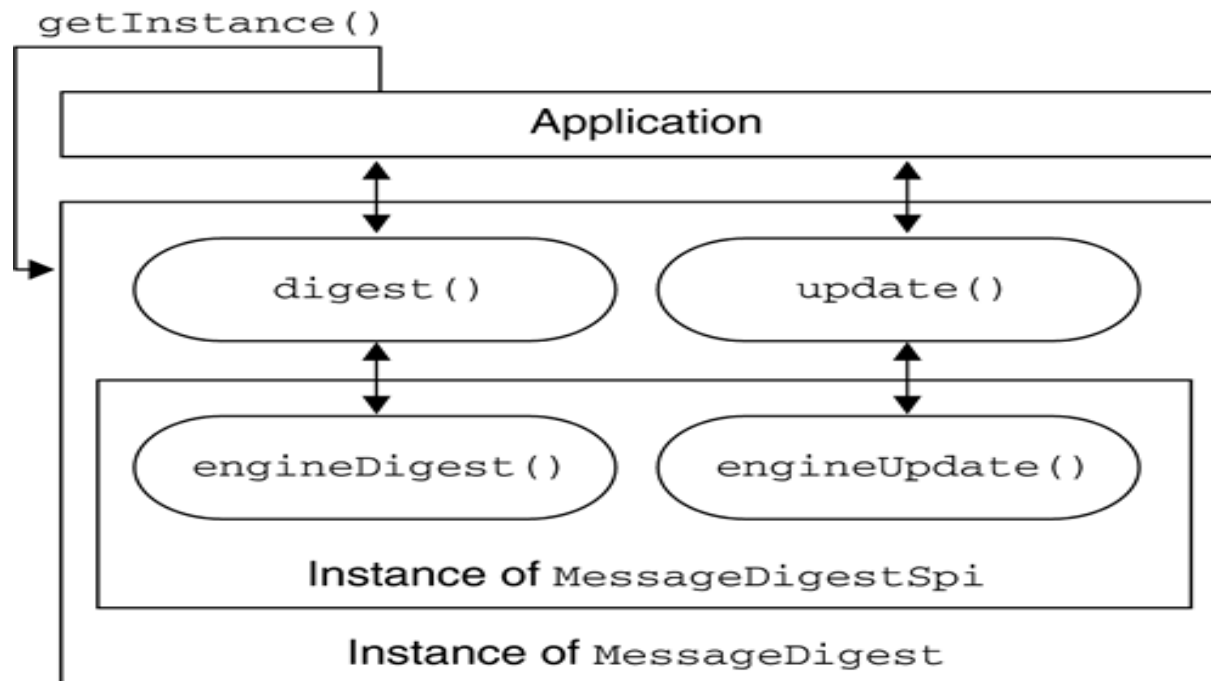 getInstance()
Application
digest() update()
engineDigest() engineUpdate()
Instance of MessageDigestSpi
Instance of MessageDigest